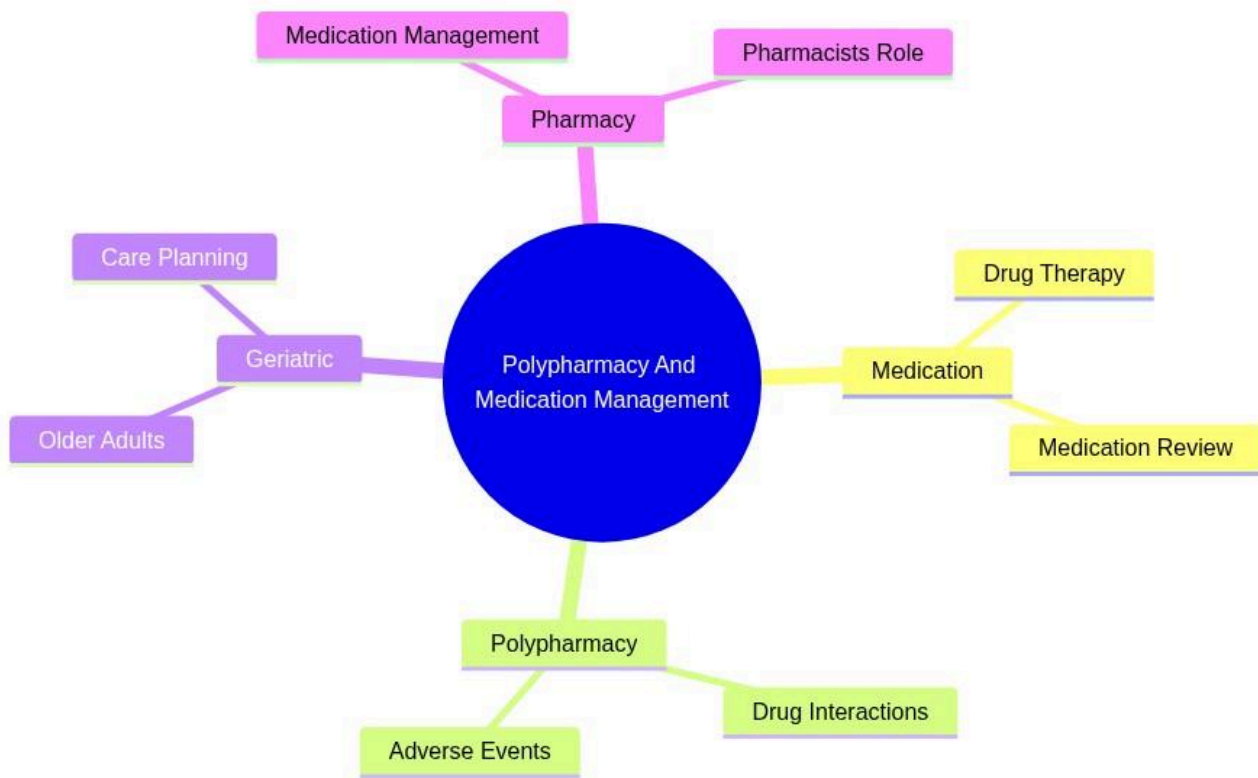 Medication Management
Pharmacists Role
Pharmacy
Care Planning
Drug Therapy
Geriatric
Polypharmacy And
Medication Management
Medication
Older Adults
Medication Review
Polypharmacy
Drug Interactions
Adverse Events